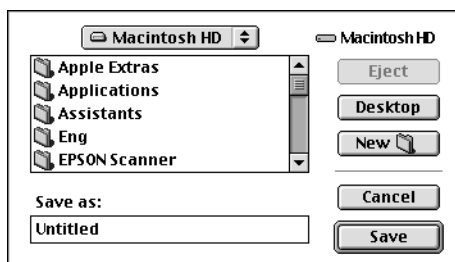 Macintosh HD
Macintosh HD
Apple Extras
Applications
Assistants
Eng
EPSON Scanner
Eject
Desktop
New
Save as:
Untitled
Cancel
Save